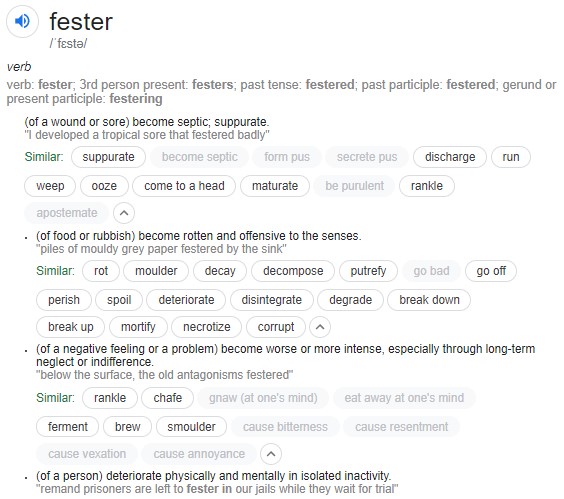 fester
/ˈfɛstə/
verb
verb: fester; 3rd person present: festers; past tense: festered; past participle: festered; gerund or
present participle: festering
(of a wound or sore) become septic; suppurate.
"I developed a tropical sore that festered badly"
Similar: suppurate become septic form pus secrete pus discharge run
weep ooze come to a head maturate be purulent rankle
apostemate
(of food or rubbish) become rotten and offensive to the senses.
"piles of mouldy grey paper festered by the sink"
Similar: rot moulder decay decompose putrefy go bad go off
perish spoil deteriorate disintegrate degrade break down
break up mortify necrotize corrupt
(of a negative feeling or a problem) become worse or more intense, especially through long-term
neglect or indifference.
"below the surface, the old antagonisms festered"
Similar: rankle chafe gnaw (at one's mind) eat away at one's mind
ferment brew smoulder cause bitterness cause resentment
cause vexation cause annoyance
(of a person) deteriorate physically and mentally in isolated inactivity.
"remand prisoners are left to fester in our jails while they wait for trial"